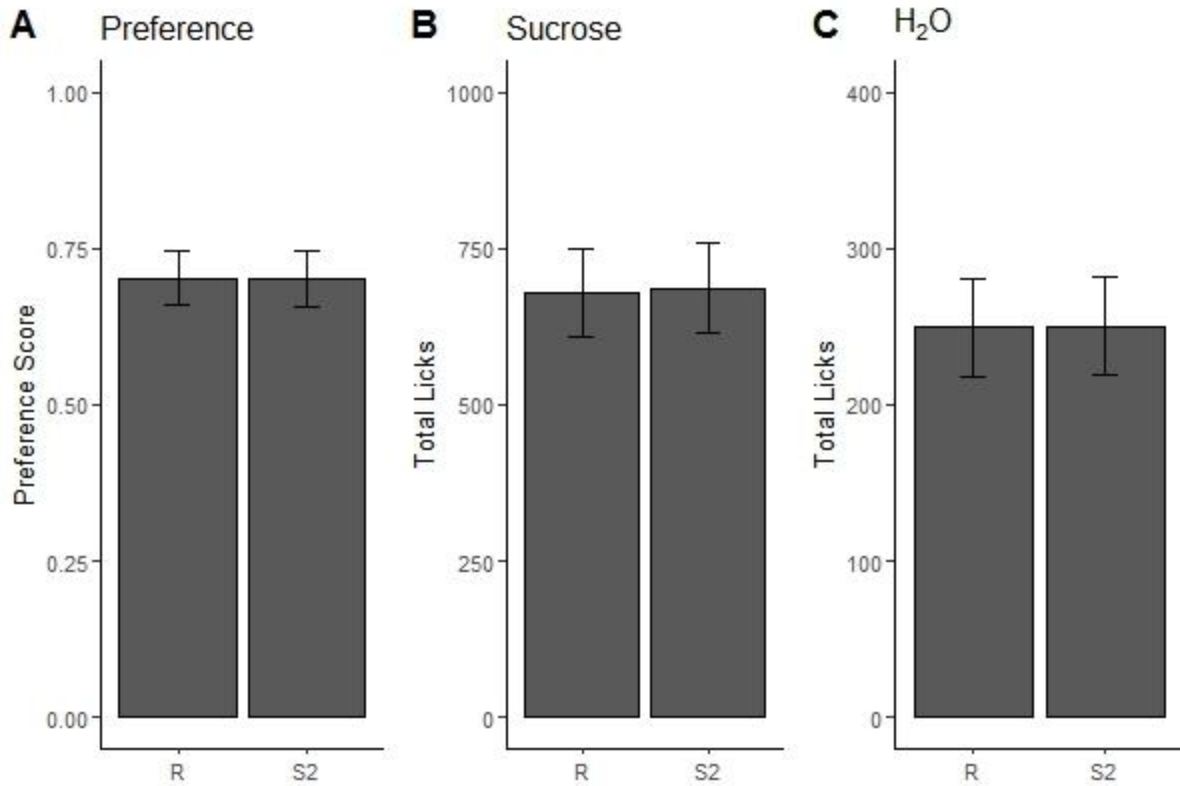 A Preference
1.00
0.75
0.50
0.25
0.00
Preference Score
R S2
B Sucrose
1000
750
500
250
0
Total Licks
R S2
C H₂O
400
300
200
100
0
Total Licks
R S2